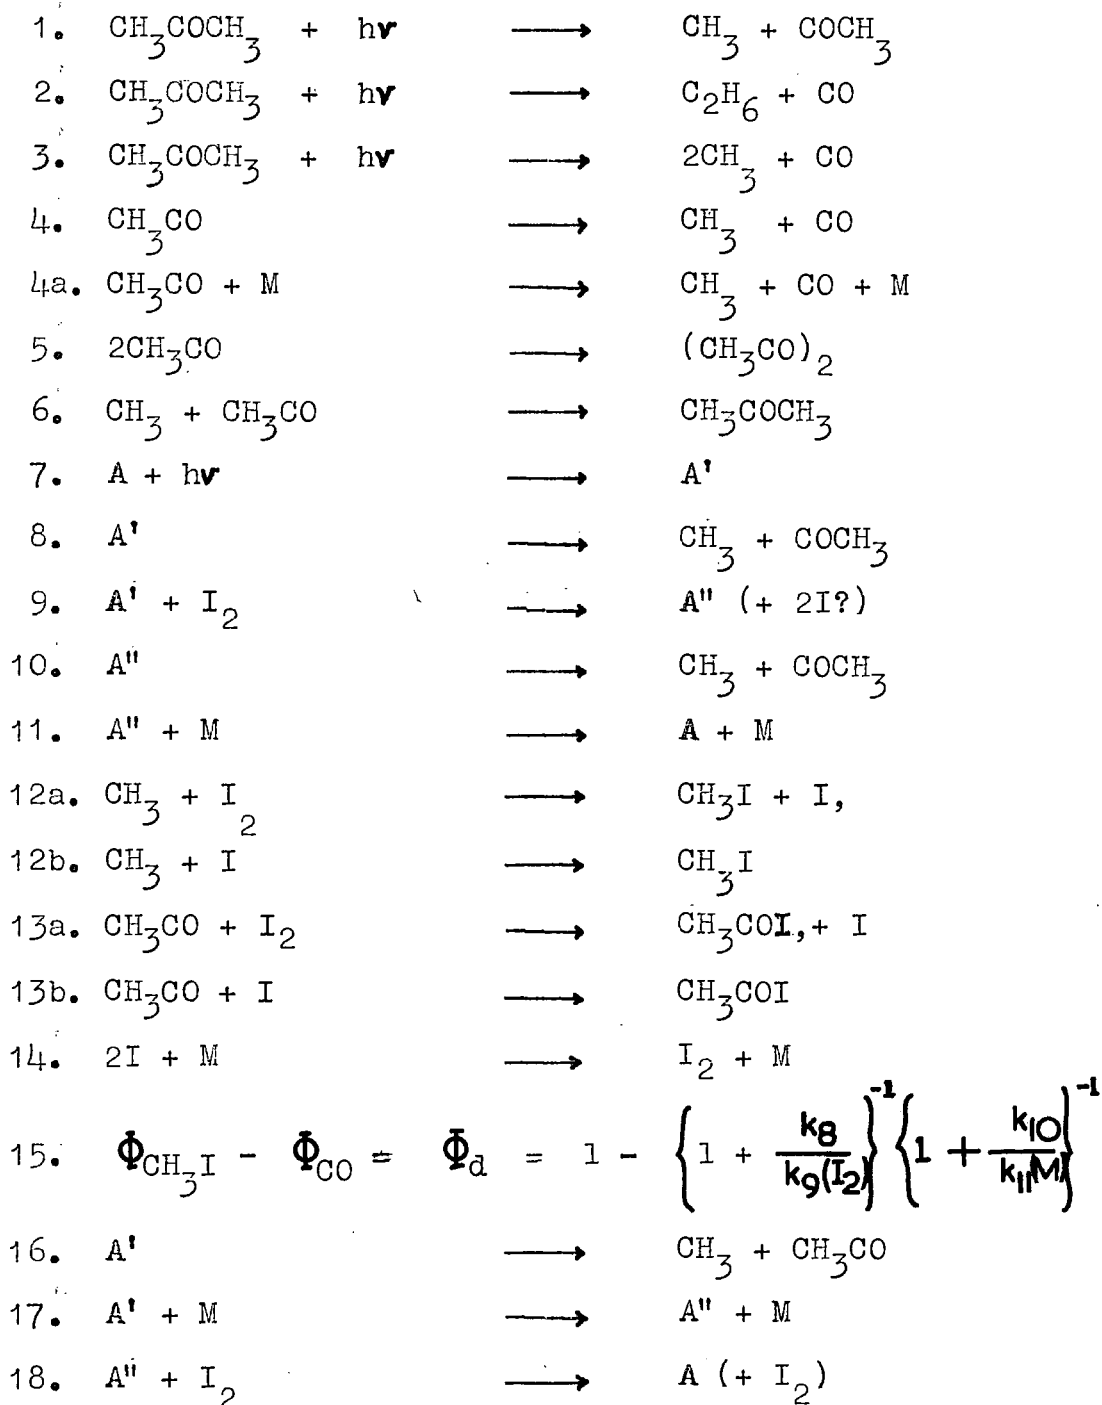 1. CH₃COCH₃ + hν ⟶ CH₃ + COCH₃
2. CH₃COCH₃ + hν ⟶ C₂H₆ + CO
3. CH₃COCH₃ + hν ⟶ 2CH₃ + CO
4. CH₃CO ⟶ CH₃ + CO
4a. CH₃CO + M ⟶ CH₃ + CO + M
5. 2CH₃CO ⟶ (CH₃CO)₂
6. CH₃ + CH₃CO ⟶ CH₃COCH₃
7. A + hν ⟶ A'
8. A' ⟶ CH₃ + COCH₃
9. A' + I₂ ⟶ A" (+ 2I?)
10. A" ⟶ CH₃ + COCH₃
11. A" + M ⟶ A + M
12a. CH₃ + I₂ ⟶ CH₃I + I,
12b. CH₃ + I ⟶ CH₃I
13a. CH₃CO + I₂ ⟶ CH₃COI,+ I
13b. CH₃CO + I ⟶ CH₃COI
14. 2I + M ⟶ I₂ + M
15. Φ_CH₃I - Φ_CO = Φ_d = 1 - {1 + k₈/k₉(I₂)}⁻¹ {1 + k₁₀/k₁₁(M)}⁻¹
16. A' ⟶ CH₃ + CH₃CO
17. A' + M ⟶ A" + M
18. A" + I₂ ⟶ A (+ I₂)